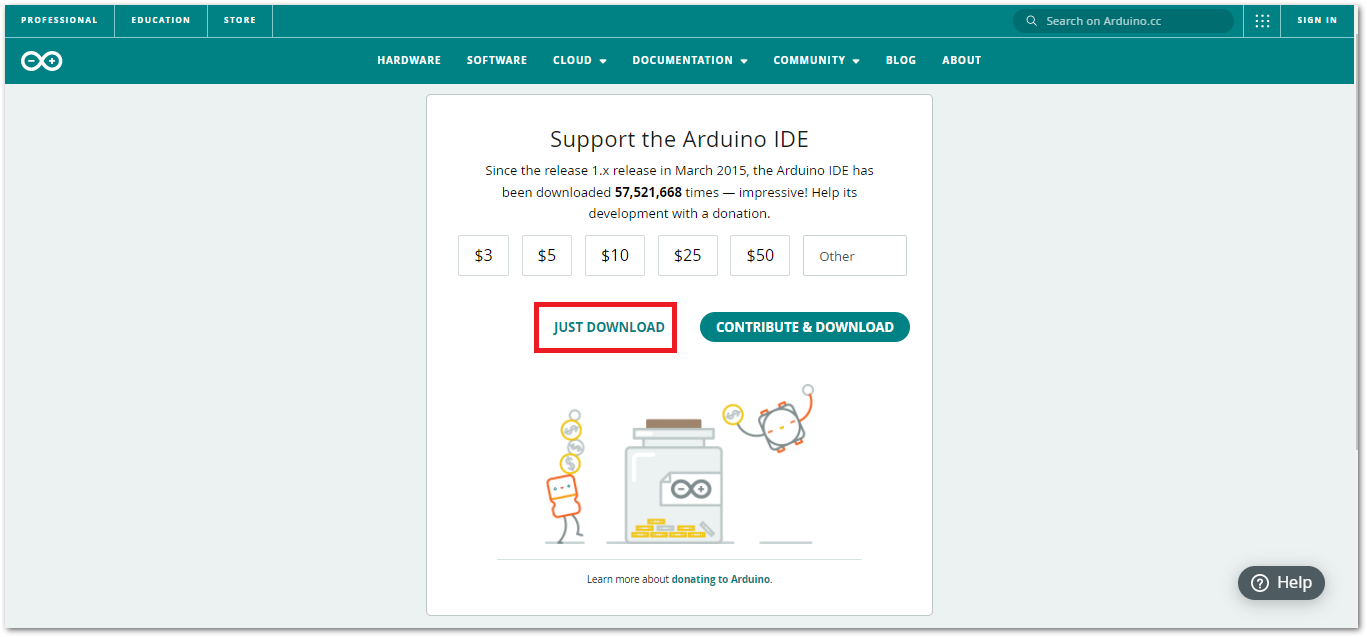 PROFESSIONAL EDUCATION STORE Search on Arduino.cc SIGN IN
HARDWARE SOFTWARE CLOUD DOCUMENTATION COMMUNITY BLOG ABOUT
Support the Arduino IDE
Since the release 1.x release in March 2015, the Arduino IDE has
been downloaded 57,521,668 times — impressive! Help its
development with a donation.
$3 $5 $10 $25 $50 Other
JUST DOWNLOAD CONTRIBUTE & DOWNLOAD
Learn more about donating to Arduino.
? Help